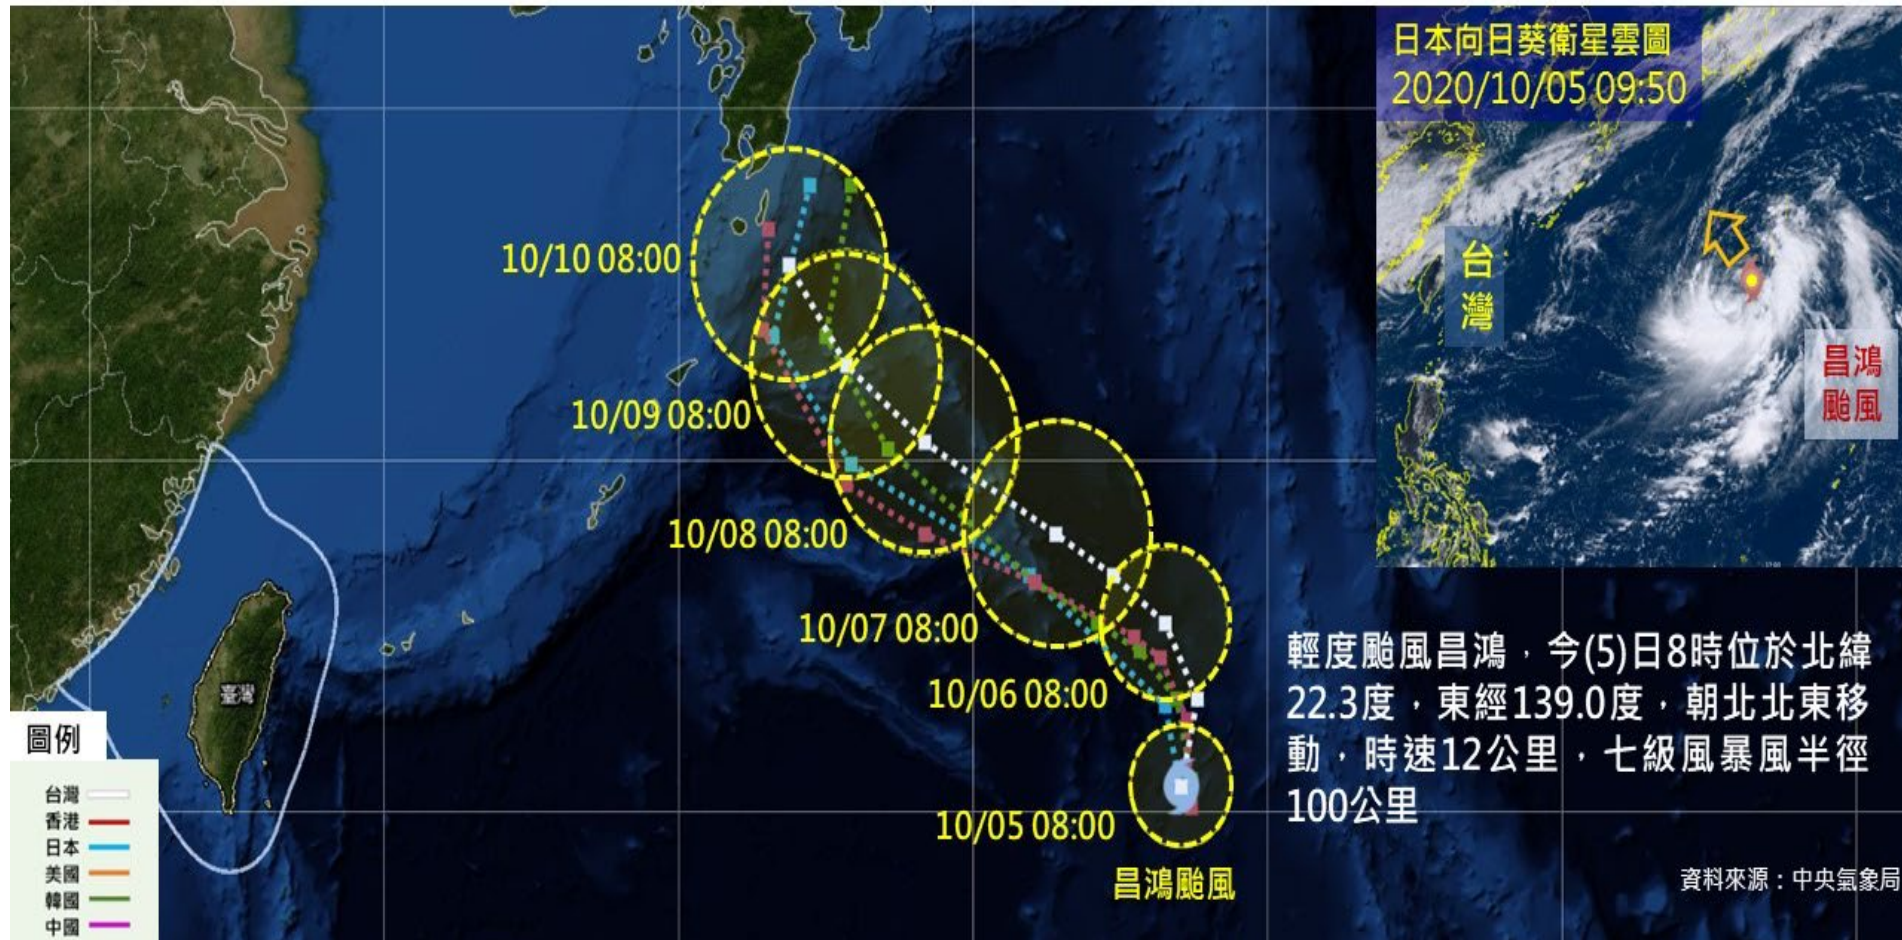 日本向日葵衛星雲圖
2020/10/05 09:50
台
灣
昌鴻
颱風
10/10 08:00
10/09 08:00
10/08 08:00
10/07 08:00
10/06 08:00
10/05 08:00
昌鴻颱風
臺灣
輕度颱風昌鴻，今(5)日8時位於北緯
22.3度，東經139.0度，朝北北東移
動，時速12公里，七級風暴風半徑
100公里
資料來源：中央氣象局
圖例
台灣
香港
日本
美國
韓國
中國